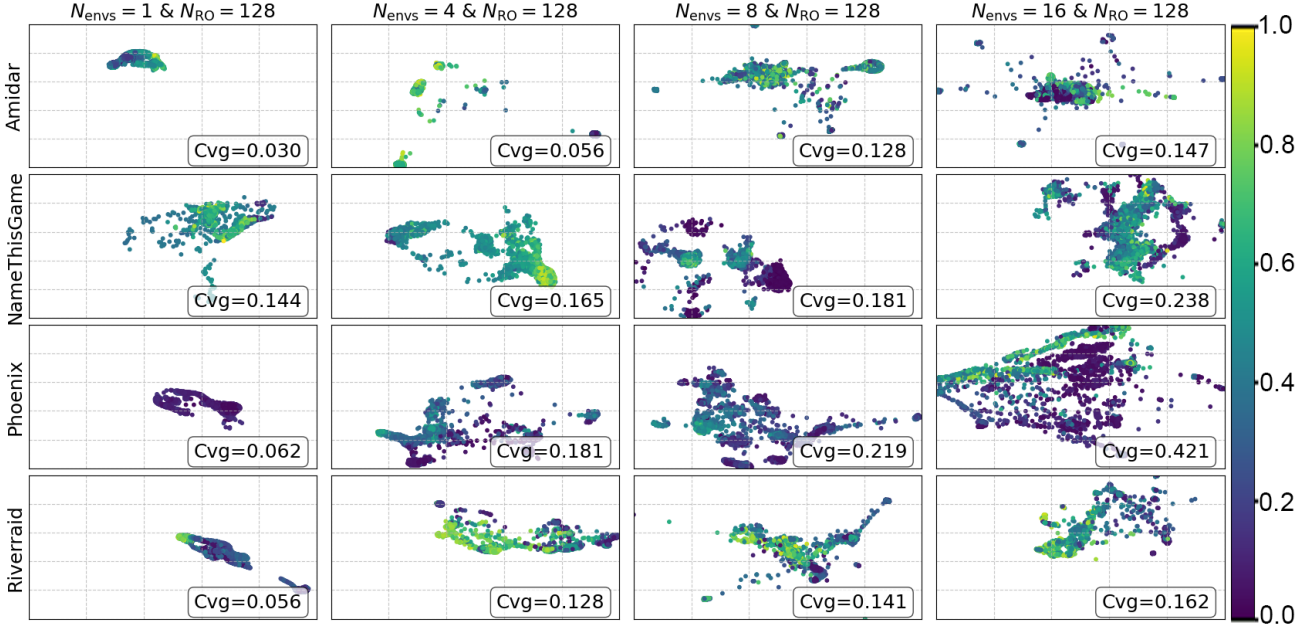 N_envs = 1 & N_RO = 128
N_envs = 4 & N_RO = 128
N_envs = 8 & N_RO = 128
N_envs = 16 & N_RO = 128
Amidar
Cvg=0.030
Cvg=0.056
Cvg=0.128
Cvg=0.147
NameThisGame
Cvg=0.144
Cvg=0.165
Cvg=0.181
Cvg=0.238
Phoenix
Cvg=0.062
Cvg=0.181
Cvg=0.219
Cvg=0.421
Riverraid
Cvg=0.056
Cvg=0.128
Cvg=0.141
Cvg=0.162
1.0
0.8
0.6
0.4
0.2
0.0